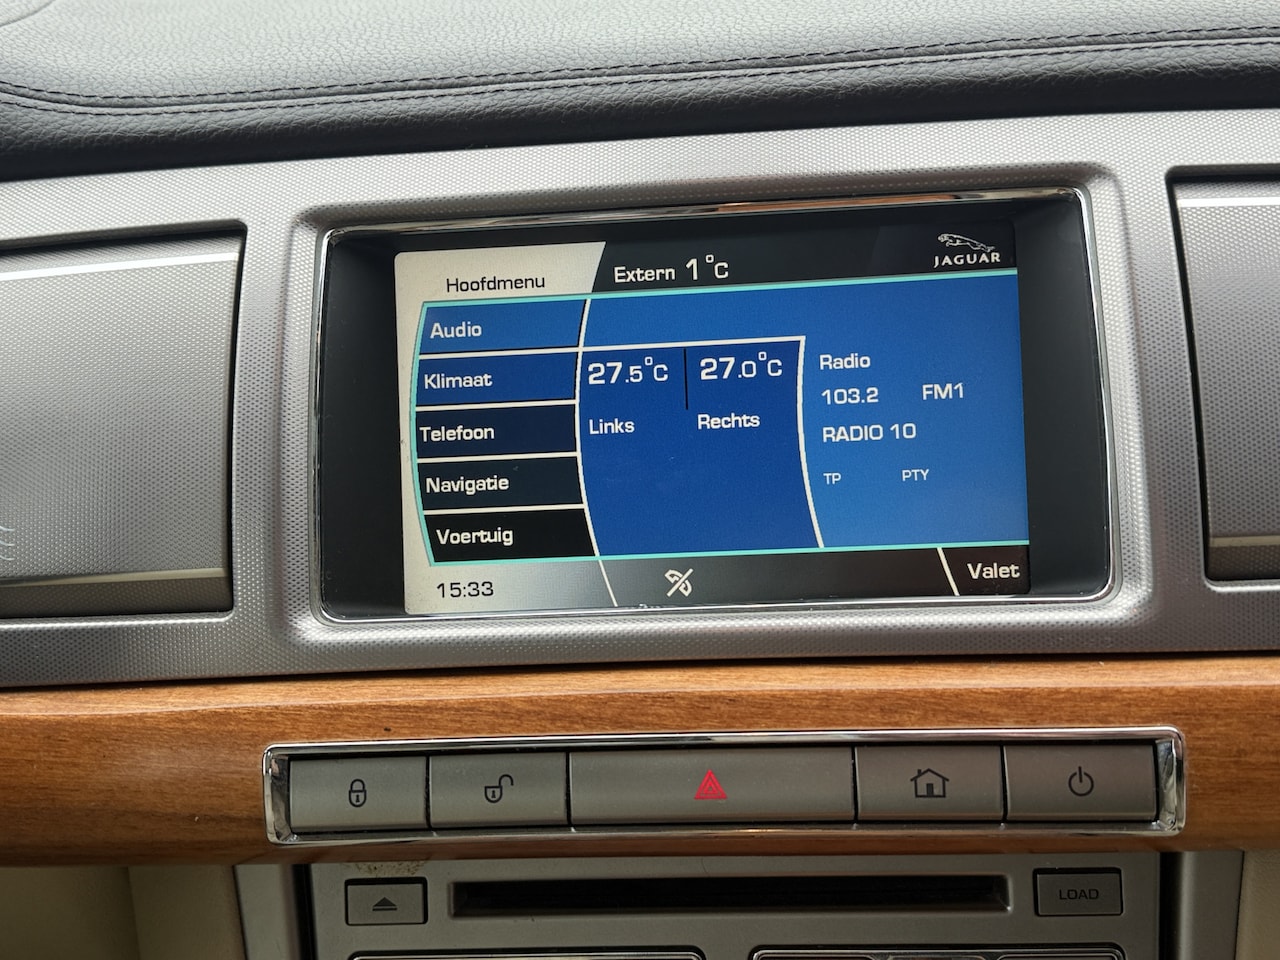 Hoofdmenu
Extern 1°C
JAGUAR
Audio
Klimaat
Telefoon
Navigatie
Voertuig
27.5°C
Links
27.0°C
Rechts
Radio
103.2 FM1
RADIO 10
TP PTY
15:33
Valet
LOAD